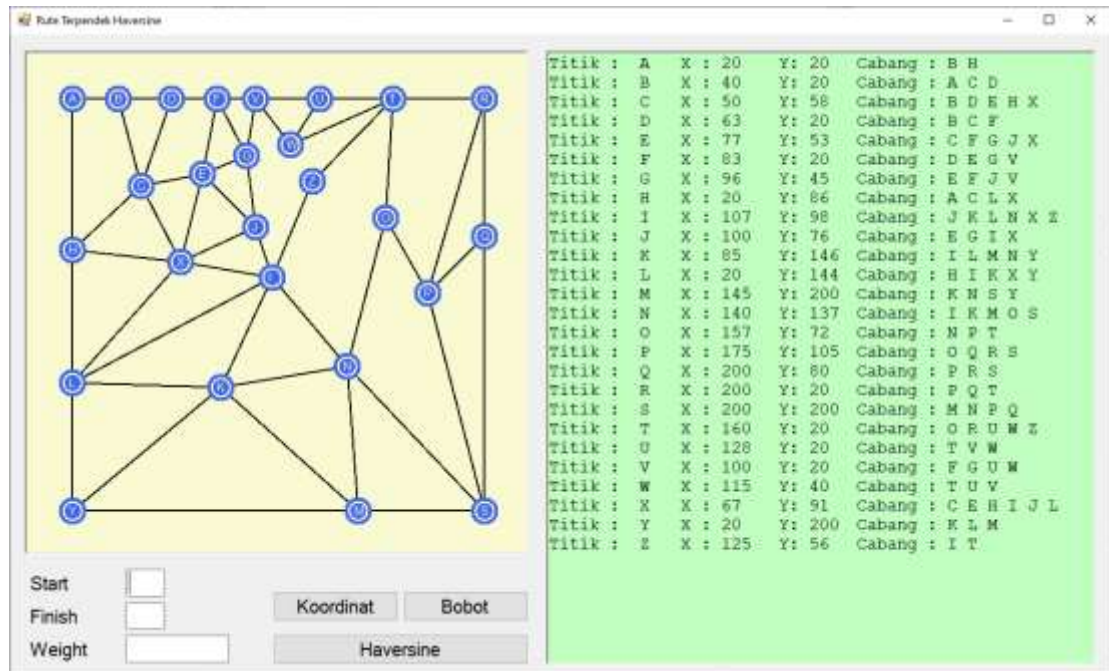 Rute Terpendek Haversine
A B D F V U T R
W
G
E
Z
C
O
J
Q
H
X
I
P
N
L
K
Y M S
Start
Finish
Weight
Koordinat Bobot
Haversine
Titik : A X : 20 Y: 20 Cabang : B H
Titik : B X : 40 Y: 20 Cabang : A C D
Titik : C X : 50 Y: 58 Cabang : B D E H X
Titik : D X : 63 Y: 20 Cabang : B C F
Titik : E X : 77 Y: 53 Cabang : C F G J X
Titik : F X : 83 Y: 20 Cabang : D E G V
Titik : G X : 96 Y: 45 Cabang : E F J V
Titik : H X : 20 Y: 86 Cabang : A C L X
Titik : I X : 107 Y: 98 Cabang : J K L N X Z
Titik : J X : 100 Y: 76 Cabang : E G I X
Titik : K X : 85 Y: 146 Cabang : I L M N Y
Titik : L X : 20 Y: 144 Cabang : H I K X Y
Titik : M X : 145 Y: 200 Cabang : K N S Y
Titik : N X : 140 Y: 137 Cabang : I K M O S
Titik : O X : 157 Y: 72 Cabang : N P T
Titik : P X : 175 Y: 105 Cabang : O Q R S
Titik : Q X : 200 Y: 80 Cabang : P R S
Titik : R X : 200 Y: 20 Cabang : P Q T
Titik : S X : 200 Y: 200 Cabang : M N P Q
Titik : T X : 160 Y: 20 Cabang : O R U W Z
Titik : U X : 128 Y: 20 Cabang : T V W
Titik : V X : 100 Y: 20 Cabang : F G U W
Titik : W X : 115 Y: 40 Cabang : T U V
Titik : X X : 67 Y: 91 Cabang : C E H I J L
Titik : Y X : 20 Y: 200 Cabang : K L M
Titik : Z X : 125 Y: 56 Cabang : I T